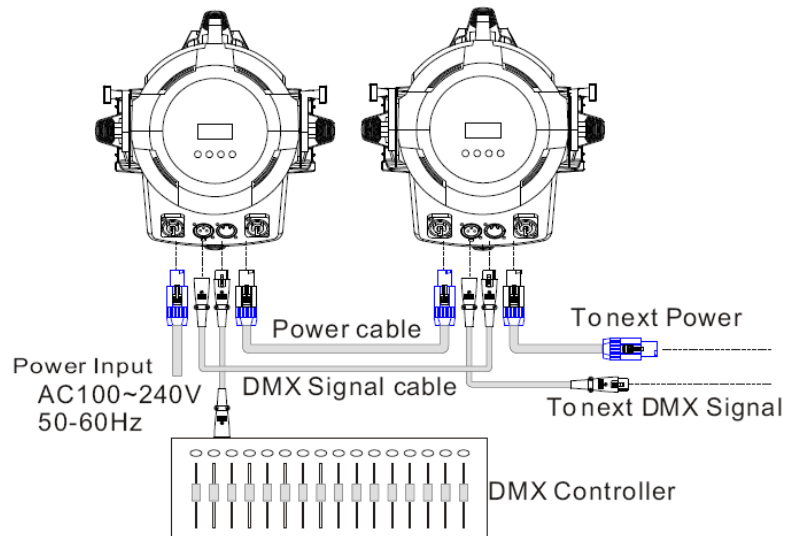 Power cable
To next Power
Power Input
AC100~240V
50-60Hz
DMX Signal cable
To next DMX Signal
DMX Controller